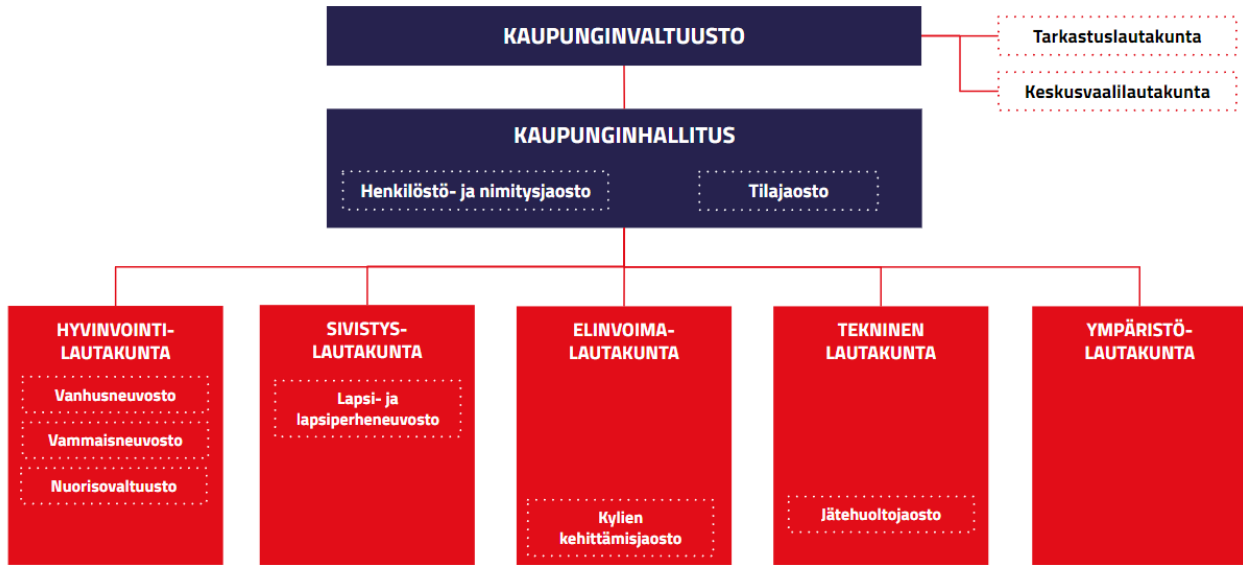 KAUPUNGINVALTUUSTO
Tarkastuslautakunta
Keskusvaalilautakunta
KAUPUNGINHALLITUS
Henkilöstö- ja nimitysjaosto
Tilajaosto
HYVINVOINTI-
LAUTAKUNTA
Vanhusneuvosto
Vammaisneuvosto
Nuorisovaltuusto
SIVISTYS-
LAUTAKUNTA
Lapsi- ja
lapsiperheneuvosto
ELINVOIMA-
LAUTAKUNTA
Kylien
kehittämisjaosto
TEKNINEN
LAUTAKUNTA
Jätehuoltojaosto
YMPÄRISTÖ-
LAUTAKUNTA